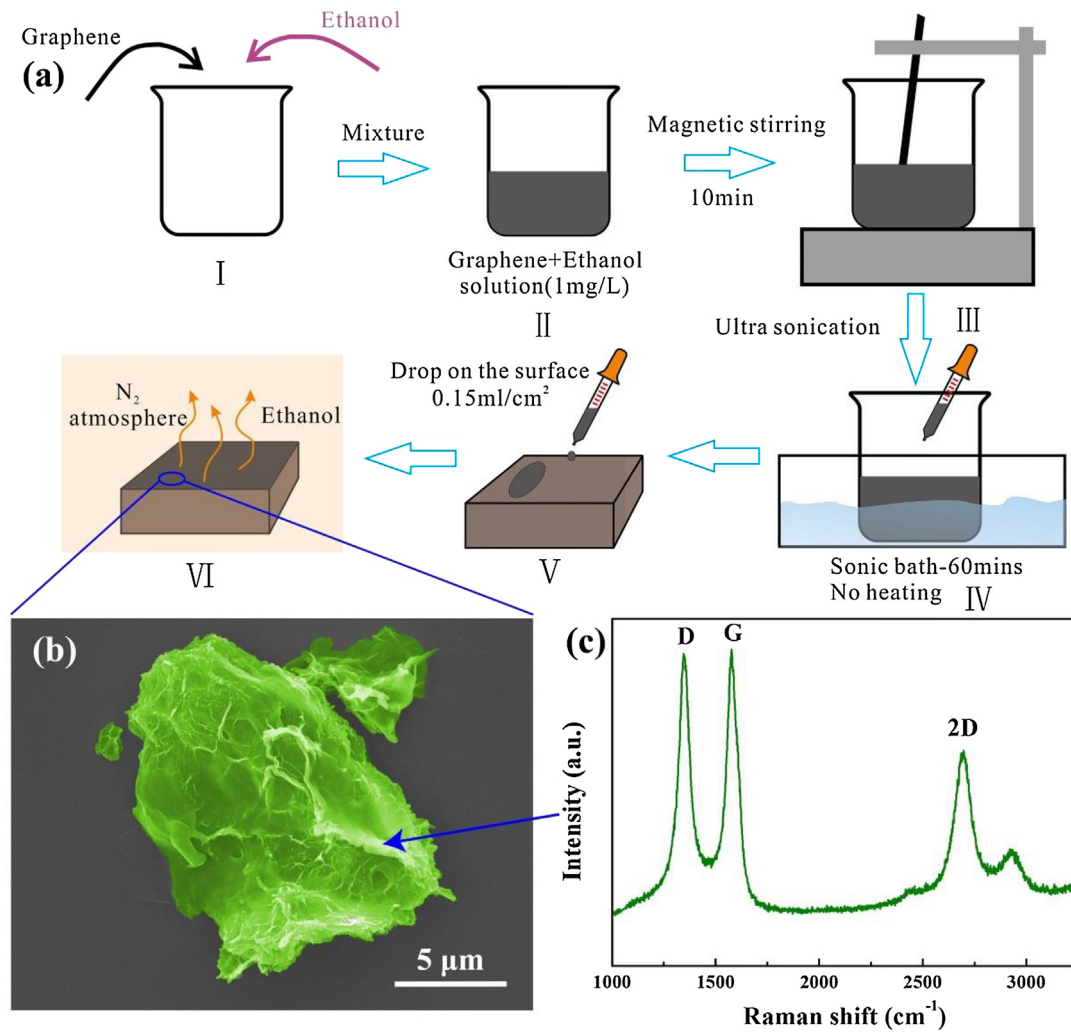 Graphene
Ethanol
(a)
Mixture
Magnetic stirring
10min
I
Graphene+Ethanol
solution(1mg/L)
II
III
Ultra sonication
N₂
atmosphere
Ethanol
Drop on the surface
0.15ml/cm²
VI
V
Sonic bath-60mins
No heating
IV
(b)
5 μm
(c)
D
G
2D
Intensity (a.u.)
1000 1500 2000 2500 3000
Raman shift (cm⁻¹)